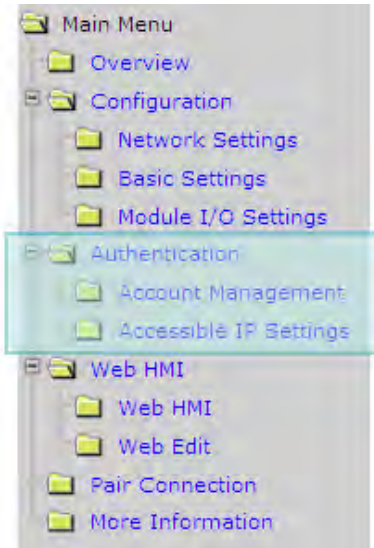 Main Menu
Overview
Configuration
Network Settings
Basic Settings
Module I/O Settings
Authentication
Account Management
Accessible IP Settings
Web HMI
Web HMI
Web Edit
Pair Connection
More Information